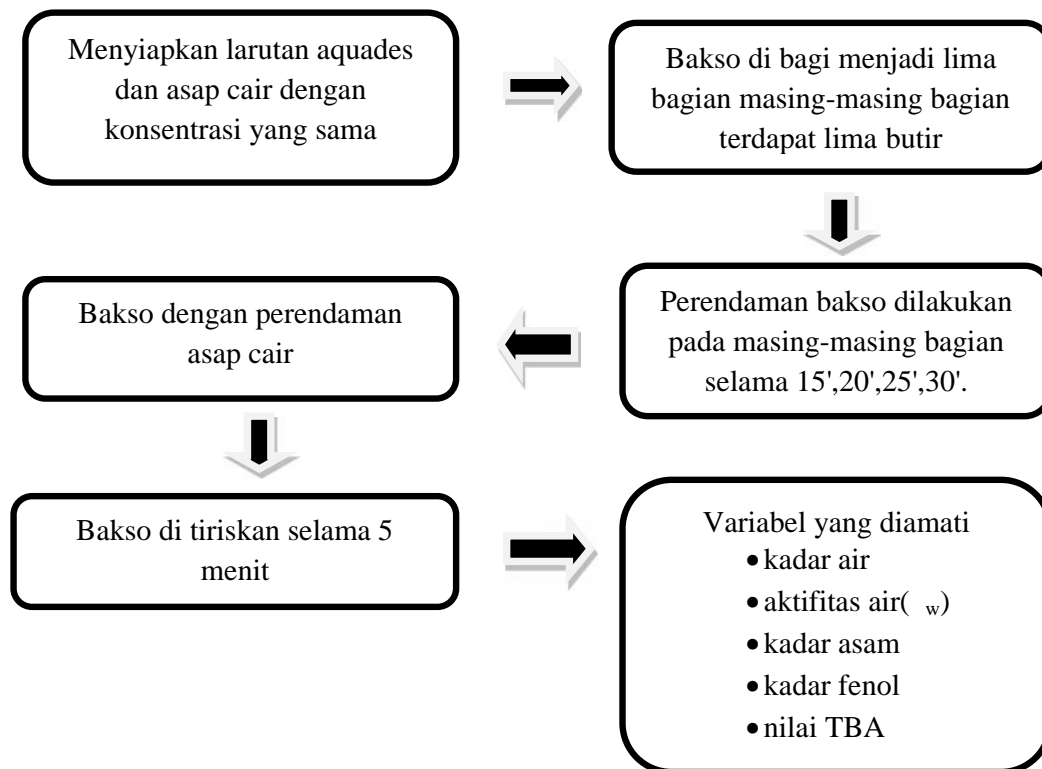 Menyiapkan larutan aquades
dan asap cair dengan
konsentrasi yang sama
Bakso di bagi menjadi lima
bagian masing-masing bagian
terdapat lima butir
Perendaman bakso dilakukan
pada masing-masing bagian
selama 15',20',25',30'.
Bakso dengan perendaman
asap cair
Bakso di tiriskan selama 5
menit
Variabel yang diamati
• kadar air
• aktifitas air( w)
• kadar asam
• kadar fenol
• nilai TBA